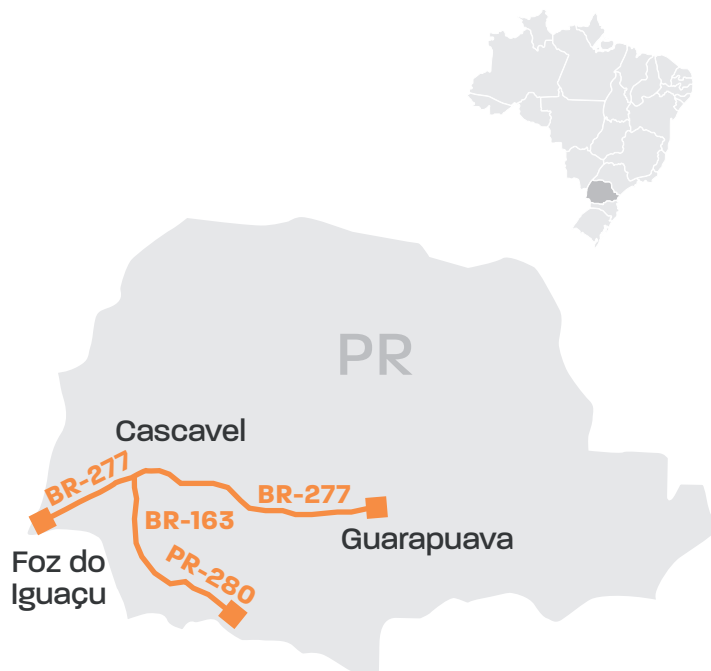 PR
Cascavel
BR-277
BR-277
BR-163
Guarapuava
Foz do
Iguaçu
PR-280